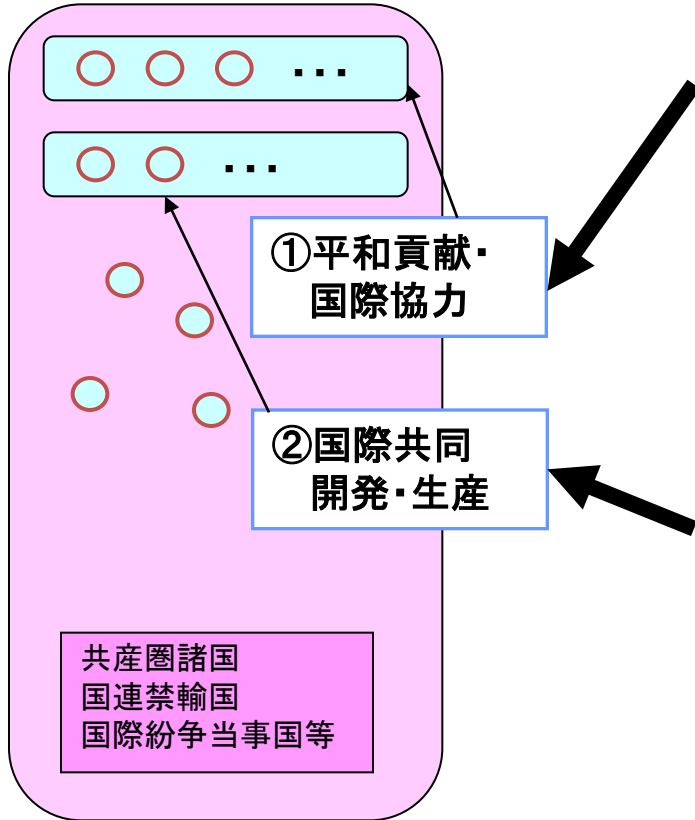 ･･･
･･･
①平和貢献・
国際協力
②国際共同
開発・生産
共産圏諸国
国連禁輸国
国際紛争当事国等